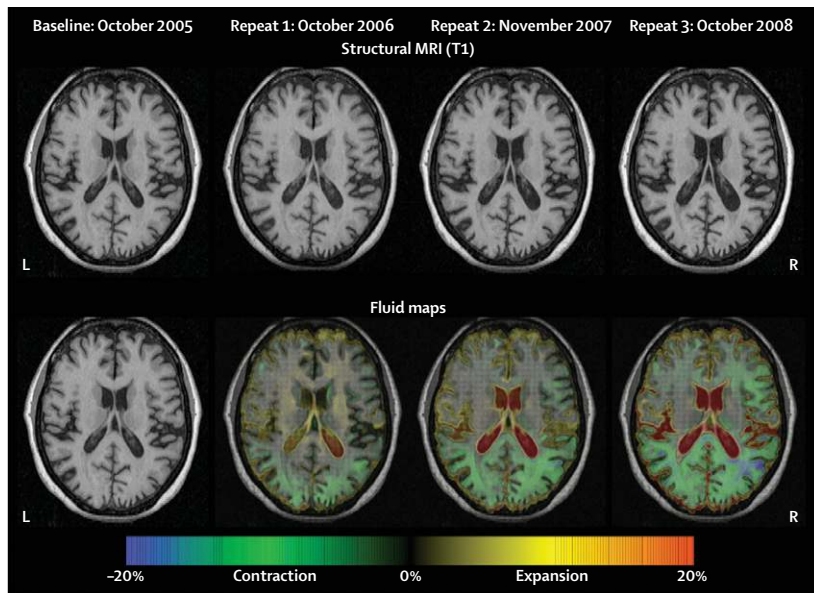 Baseline: October 2005 Repeat 1: October 2006 Repeat 2: November 2007 Repeat 3: October 2008
Structural MRI (T1)
L R
Fluid maps
L R
–20% Contraction 0% Expansion 20%